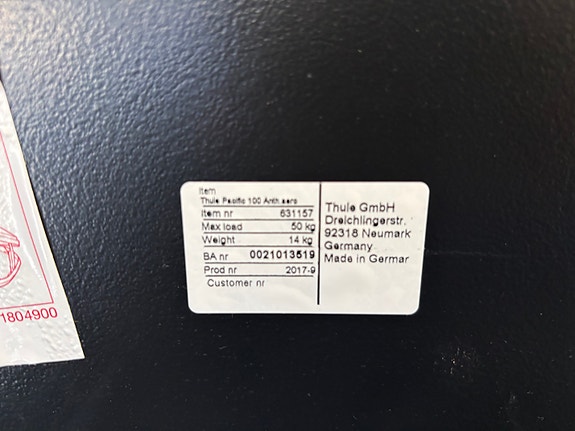 Item
Thule Pacific 100 Anth.aero
Item nr 631157
Max load 50 kg
Weight 14 kg
BA nr 0021013519
Prod nr 2017-9
Customer nr
Thule GmbH
Dreichlingerstr.
92318 Neumark
Germany
Made in Germar
1804900